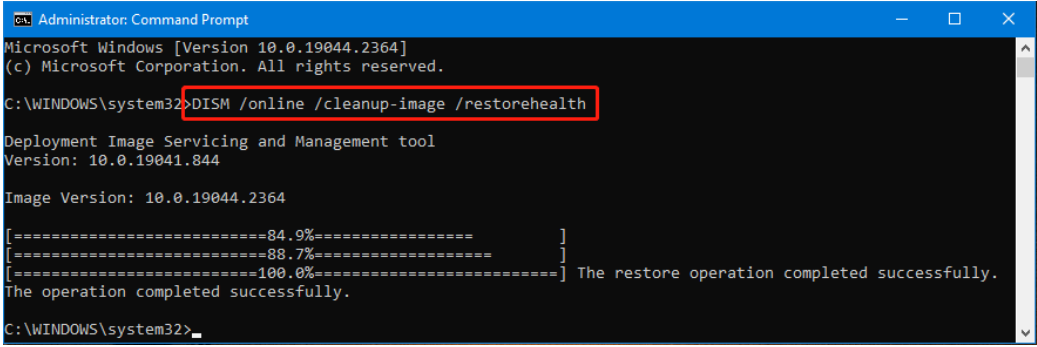 Administrator: Command Prompt
Microsoft Windows [Version 10.0.19044.2364]
(c) Microsoft Corporation. All rights reserved.
C:\WINDOWS\system32>DISM /online /cleanup-image /restorehealth
Deployment Image Servicing and Management tool
Version: 10.0.19041.844
Image Version: 10.0.19044.2364
[===========================84.9%=================          ]
[===========================88.7%===================        ]
[==========================100.0%==========================] The restore operation completed successfully.
The operation completed successfully.
C:\WINDOWS\system32>